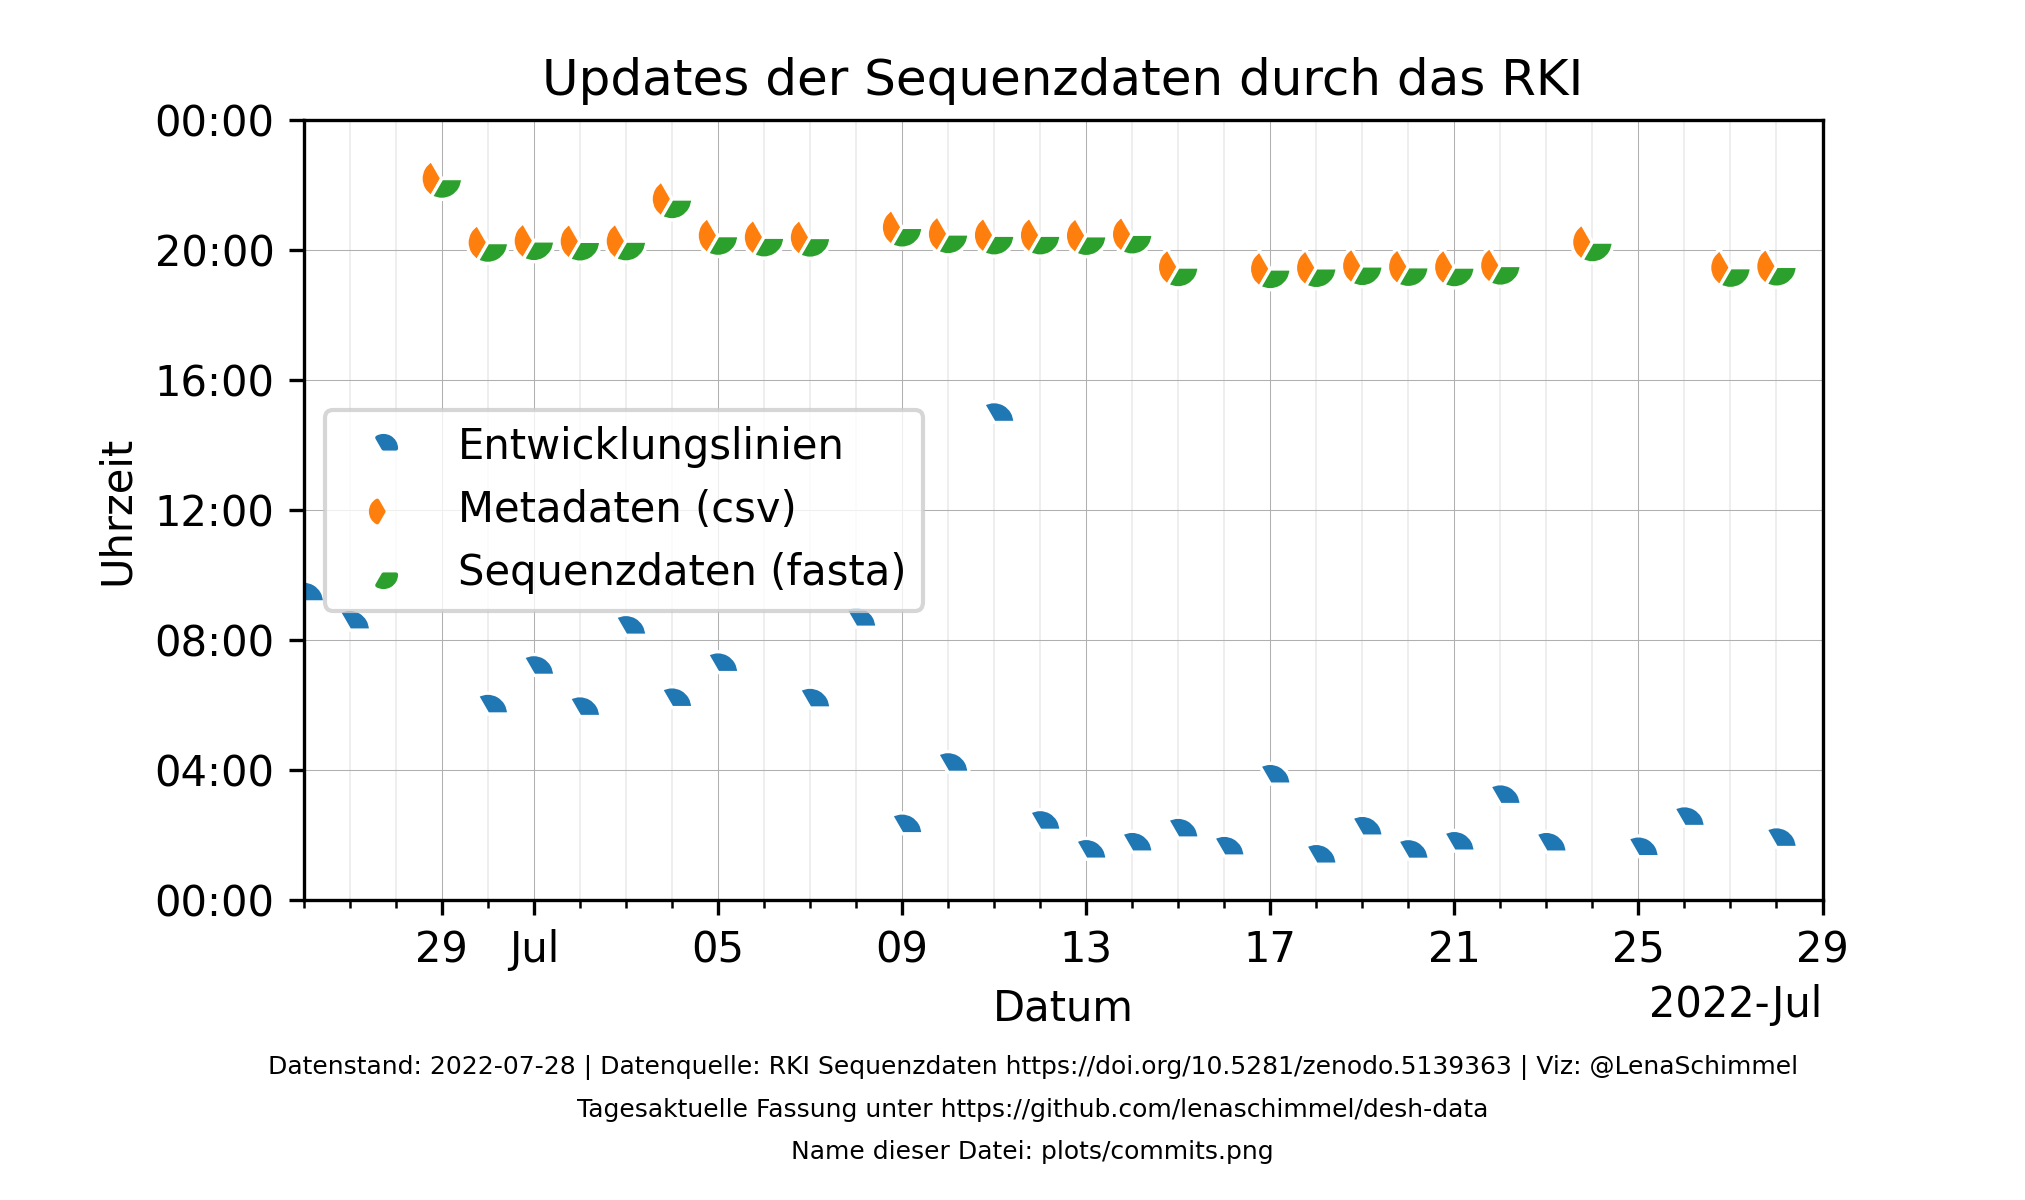 Updates der Sequenzdaten durch das RKI
00:00
20:00
16:00
12:00
08:00
04:00
00:00
Uhrzeit
Entwicklungslinien
Metadaten (csv)
Sequenzdaten (fasta)
29 Jul 05 09 13 17 21 25 29
Datum
2022-Jul
Datenstand: 2022-07-28 | Datenquelle: RKI Sequenzdaten https://doi.org/10.5281/zenodo.5139363 | Viz: @LenaSchimmel
Tagesaktuelle Fassung unter https://github.com/lenaschimmel/desh-data
Name dieser Datei: plots/commits.png